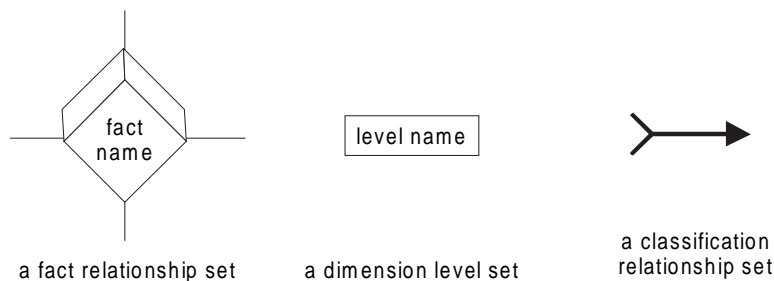 fact
name
level name
a fact relationship set
a dimension level set
a classification
relationship set